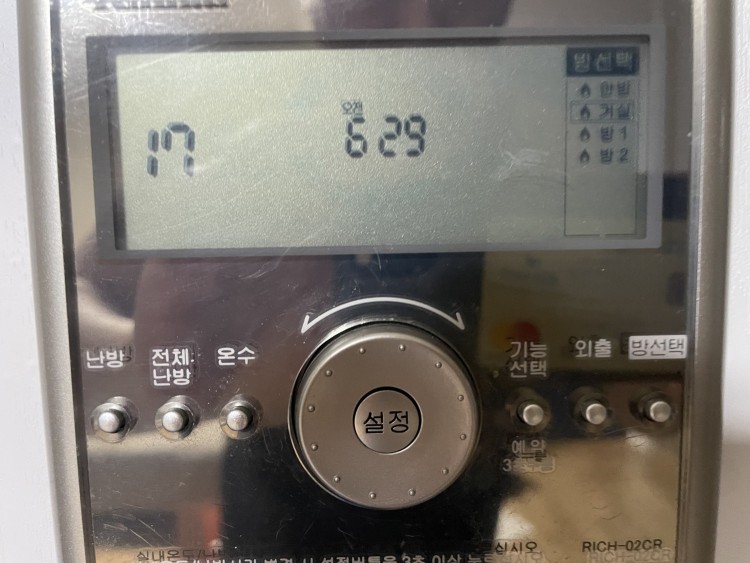 방선택
오전
17
6 29
안방
거실
방 1
방 2
난방
전체
난방
온수
설정
기능
선택
외출
방선택
예약
RICH-02CR